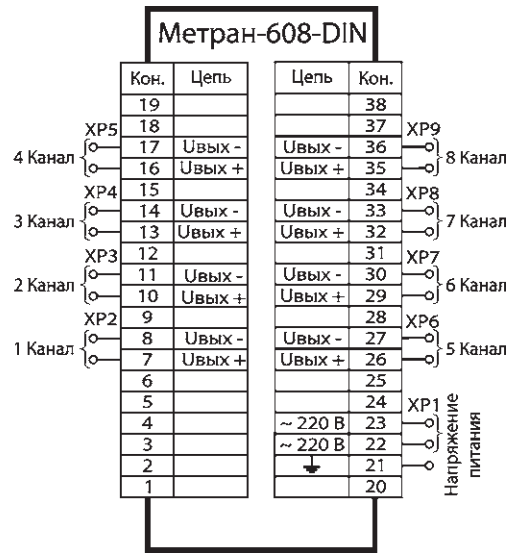 Метран-608-DIN
Кон. Цепь Цепь Кон.
19 38
XP5 18 37 XP9
4 Канал 17 Uвых - Uвых - 36 8 Канал
16 Uвых + Uвых + 35
XP4 15 34 XP8
3 Канал 14 Uвых - Uвых - 33 7 Канал
13 Uвых + Uвых + 32
XP3 12 31 XP7
2 Канал 11 Uвых - Uвых - 30 6 Канал
10 Uвых + Uвых + 29
XP2 9 28 XP6
1 Канал 8 Uвых - Uвых - 27 5 Канал
7 Uвых + Uвых + 26
6 25
5 24 XP1
4 ~ 220 В 23
3 ~ 220 В 22
2 21
1 20
Напряжение
питания